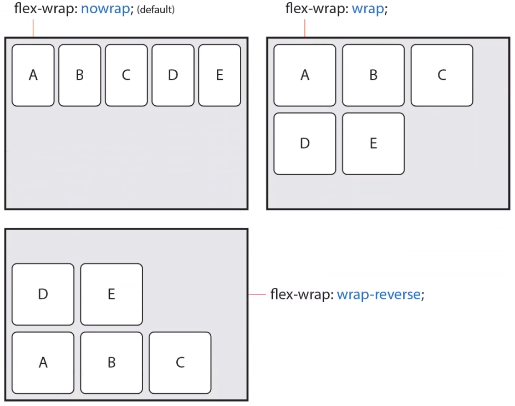 flex-wrap: nowrap; (default)
flex-wrap: wrap;
A B C D E
A B C
D E
D E
A B C
flex-wrap: wrap-reverse;